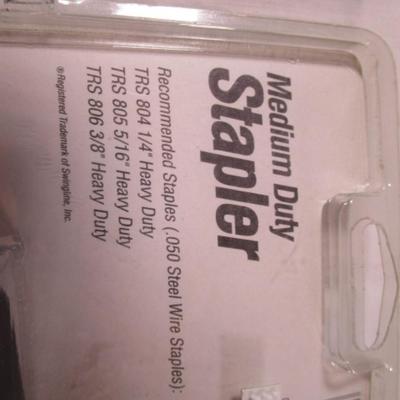 Medium Duty
Stapler
Recommended Staples (.050 Steel Wire Staples):
TRS 804 1/4" Heavy Duty
TRS 805 5/16" Heavy Duty
TRS 806 3/8" Heavy Duty
®Registered Trademark of Swingline, Inc.